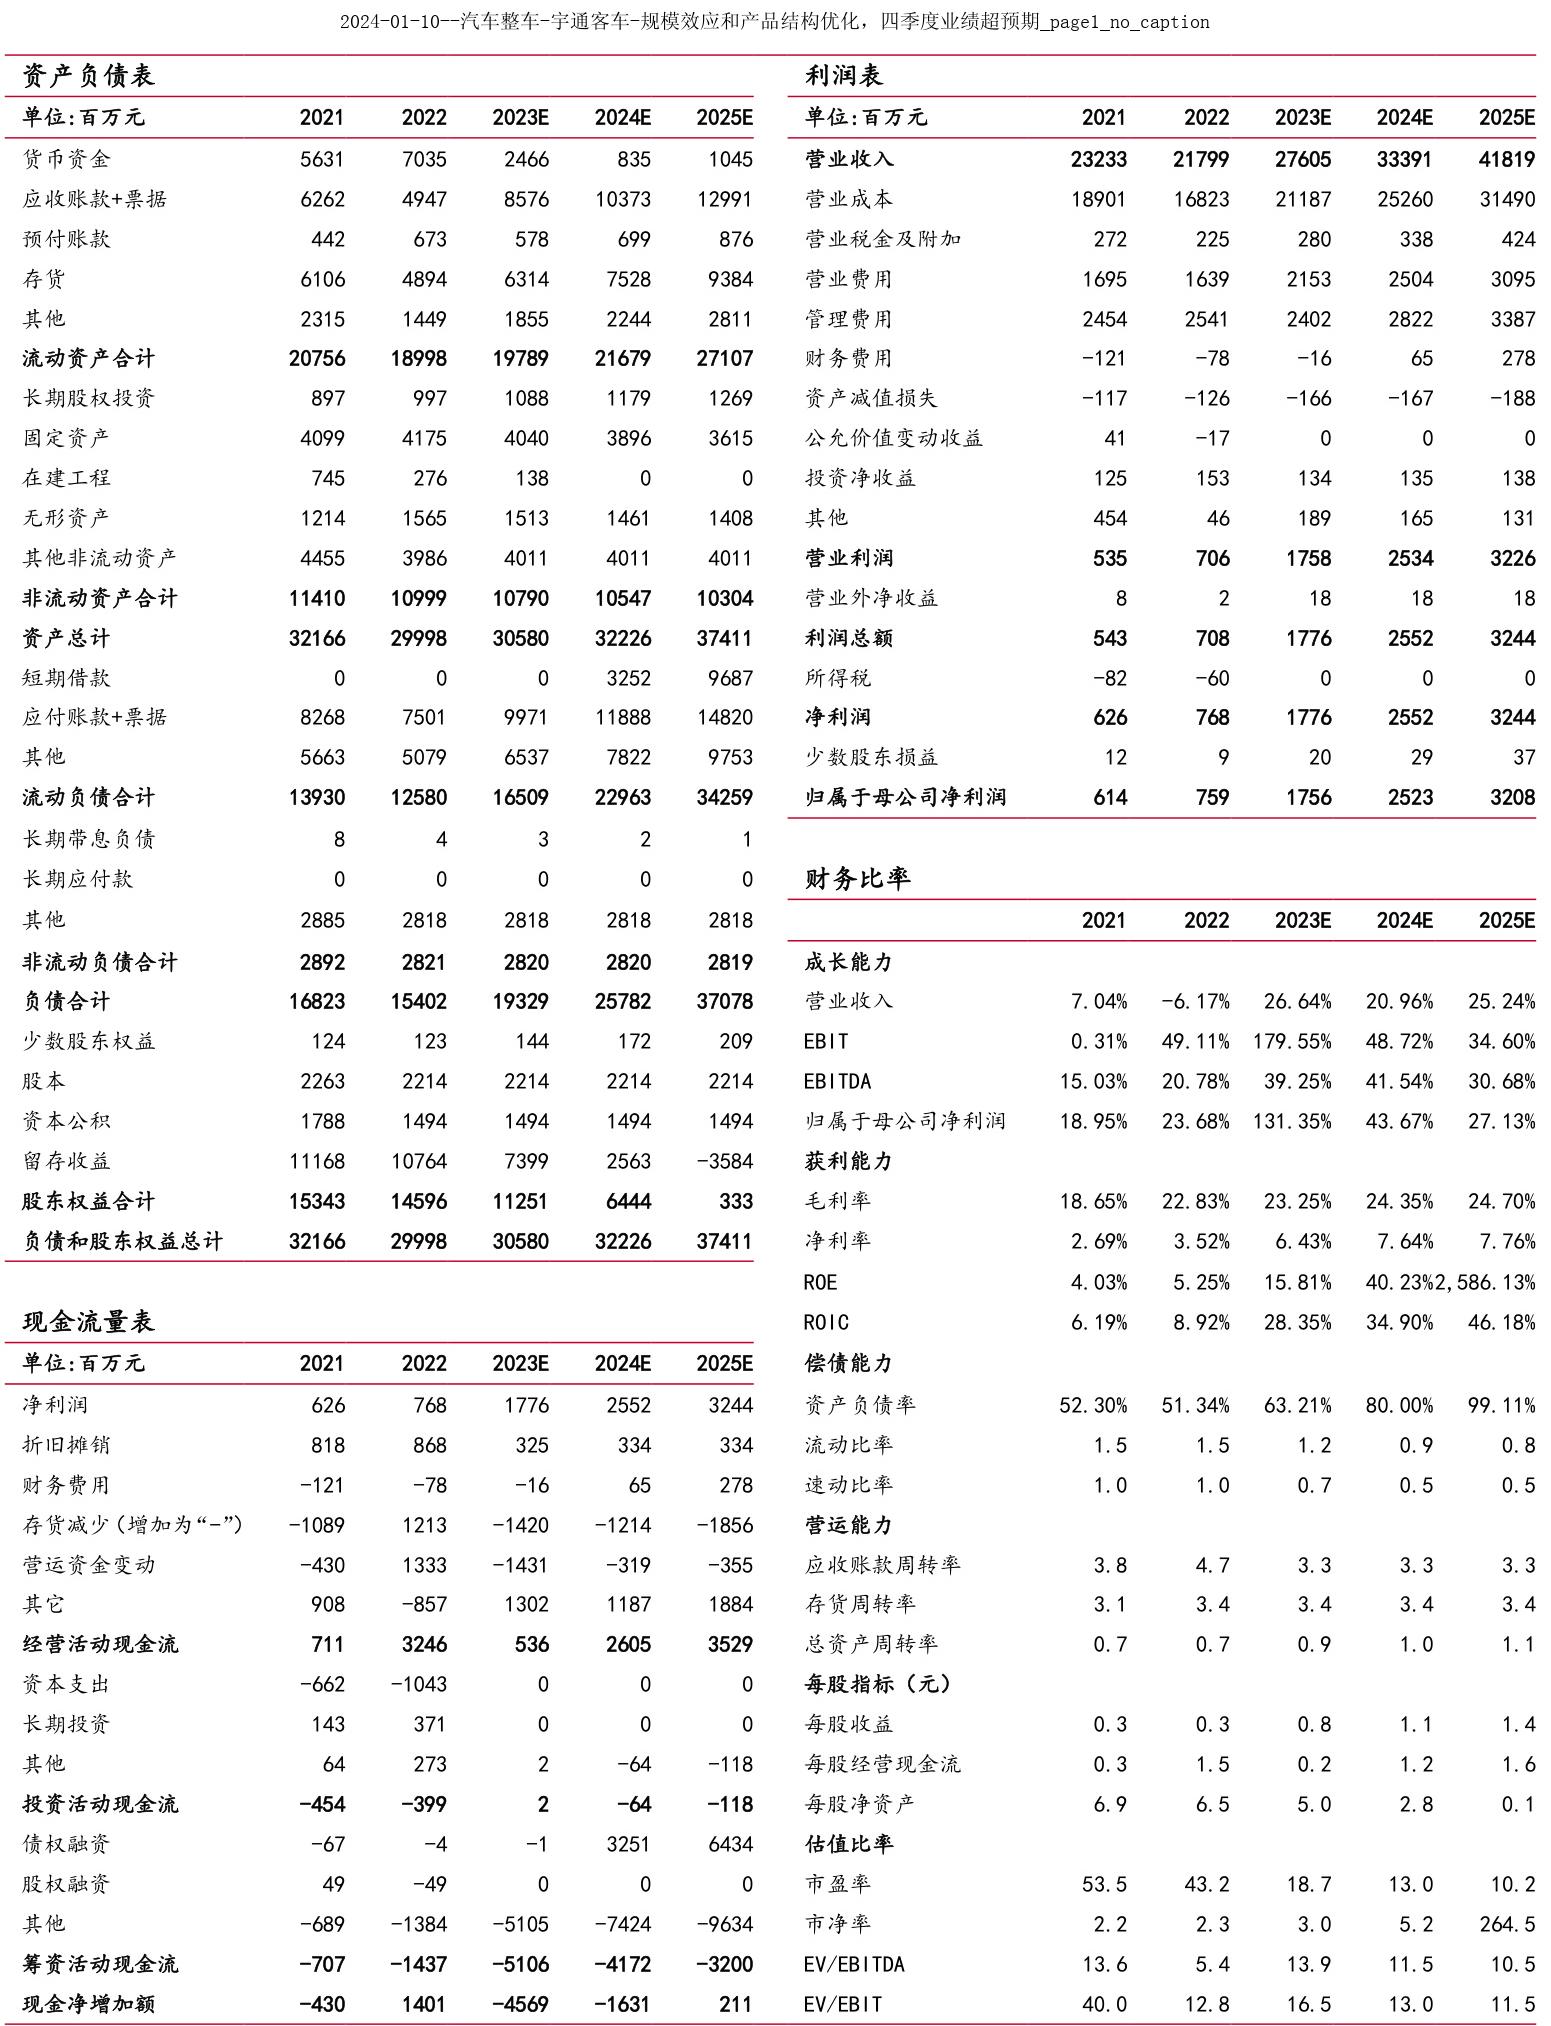 2024-01-10--汽车整车-宇通客车-规模效应和产品结构优化，四季度业绩超预期_page1_no_caption
资产负债表
单位:百万元 2021 2022 2023E 2024E 2025E
货币资金 5631 7035 2466 835 1045
应收账款+票据 6262 4947 8576 10373 12991
预付账款 442 673 578 699 876
存货 6106 4894 6314 7528 9384
其他 2315 1449 1855 2244 2811
流动资产合计 20756 18998 19789 21679 27107
长期股权投资 897 997 1088 1179 1269
固定资产 4099 4175 4040 3896 3615
在建工程 745 276 138 0 0
无形资产 1214 1565 1513 1461 1408
其他非流动资产 4455 3986 4011 4011 4011
非流动资产合计 11410 10999 10790 10547 10304
资产总计 32166 29998 30580 32226 37411
短期借款 0 0 0 3252 9687
应付账款+票据 8268 7501 9971 11888 14820
其他 5663 5079 6537 7822 9753
流动负债合计 13930 12580 16509 22963 34259
长期带息负债 8 4 3 2 1
长期应付款 0 0 0 0 0
其他 2885 2818 2818 2818 2818
非流动负债合计 2892 2821 2820 2820 2819
负债合计 16823 15402 19329 25782 37078
少数股东权益 124 123 144 172 209
股本 2263 2214 2214 2214 2214
资本公积 1788 1494 1494 1494 1494
留存收益 11168 10764 7399 2563 -3584
股东权益合计 15343 14596 11251 6444 333
负债和股东权益总计 32166 29998 30580 32226 37411
现金流量表
单位:百万元 2021 2022 2023E 2024E 2025E
净利润 626 768 1776 2552 3244
折旧摊销 818 868 325 334 334
财务费用 -121 -78 -16 65 278
存货减少（增加为“-”） -1089 1213 -1420 -1214 -1856
营运资金变动 -430 1333 -1431 -319 -355
其它 908 -857 1302 1187 1884
经营活动现金流 711 3246 536 2605 3529
资本支出 -662 -1043 0 0 0
长期投资 143 371 0 0 0
其他 64 273 2 -64 -118
投资活动现金流 -454 -399 2 -64 -118
债权融资 -67 -4 -1 3251 6434
股权融资 49 -49 0 0 0
其他 -689 -1384 -5105 -7424 -9634
筹资活动现金流 -707 -1437 -5106 -4172 -3200
现金净增加额 -430 1401 -4569 -1631 211
利润表
单位:百万元 2021 2022 2023E 2024E 2025E
营业收入 23233 21799 27605 33391 41819
营业成本 18901 16823 21187 25260 31490
营业税金及附加 272 225 280 338 424
营业费用 1695 1639 2153 2504 3095
管理费用 2454 2541 2402 2822 3387
财务费用 -121 -78 -16 65 278
资产减值损失 -117 -126 -166 -167 -188
公允价值变动收益 41 -17 0 0 0
投资净收益 125 153 134 135 138
其他 454 46 189 165 131
营业利润 535 706 1758 2534 3226
营业外净收益 8 2 18 18 18
利润总额 543 708 1776 2552 3244
所得税 -82 -60 0 0 0
净利润 626 768 1776 2552 3244
少数股东损益 12 9 20 29 37
归属于母公司净利润 614 759 1756 2523 3208
财务比率
2021 2022 2023E 2024E 2025E
成长能力
营业收入 7.04% -6.17% 26.64% 20.96% 25.24%
EBIT 0.31% 49.11% 179.55% 48.72% 34.60%
EBITDA 15.03% 20.78% 39.25% 41.54% 30.68%
归属于母公司净利润 18.95% 23.68% 131.35% 43.67% 27.13%
获利能力
毛利率 18.65% 22.83% 23.25% 24.35% 24.70%
净利率 2.69% 3.52% 6.43% 7.64% 7.76%
ROE 4.03% 5.25% 15.81% 40.23% 2,586.13%
ROIC 6.19% 8.92% 28.35% 34.90% 46.18%
偿债能力
资产负债率 52.30% 51.34% 63.21% 80.00% 99.11%
流动比率 1.5 1.5 1.2 0.9 0.8
速动比率 1.0 1.0 0.7 0.5 0.5
营运能力
应收账款周转率 3.8 4.7 3.3 3.3 3.3
存货周转率 3.1 3.4 3.4 3.4 3.4
总资产周转率 0.7 0.7 0.9 1.0 1.1
每股指标（元）
每股收益 0.3 0.3 0.8 1.1 1.4
每股经营现金流 0.3 1.5 0.2 1.2 1.6
每股净资产 6.9 6.5 5.0 2.8 0.1
估值比率
市盈率 53.5 43.2 18.7 13.0 10.2
市净率 2.2 2.3 3.0 5.2 264.5
EV/EBITDA 13.6 5.4 13.9 11.5 10.5
EV/EBIT 40.0 12.8 16.5 13.0 11.5